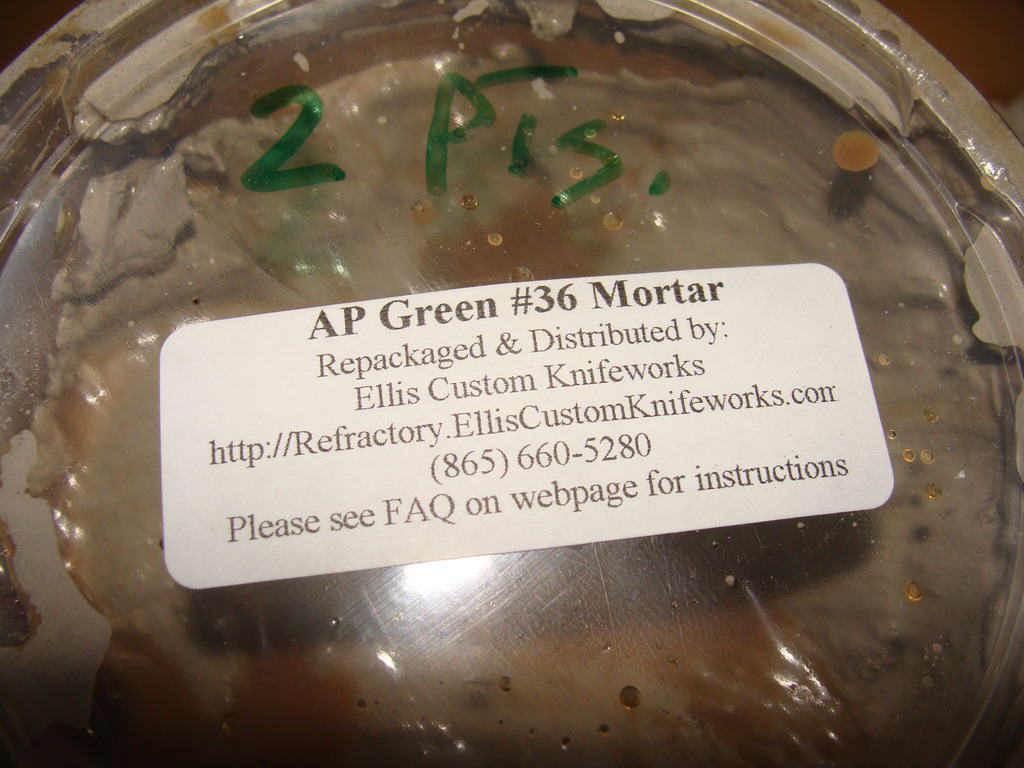 2 Pts.
AP Green #36 Mortar
Repackaged & Distributed by:
Ellis Custom Knifeworks
http://Refractory.EllisCustomKnifeworks.com
(865) 660-5280
Please see FAQ on webpage for instructions